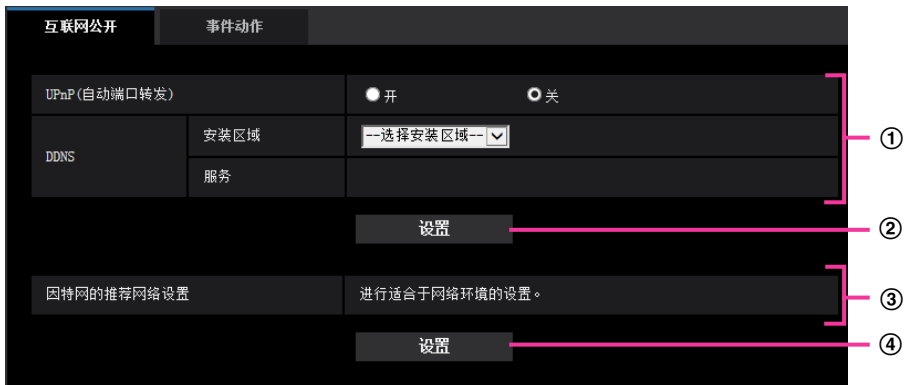 互联网公开 事件动作
UPnP(自动端口转发) 开 关
①
DDNS 安装区域 --选择安装区域--
服务
设置 ②
因特网的推荐网络设置 进行适合于网络环境的设置。 ③
设置 ④